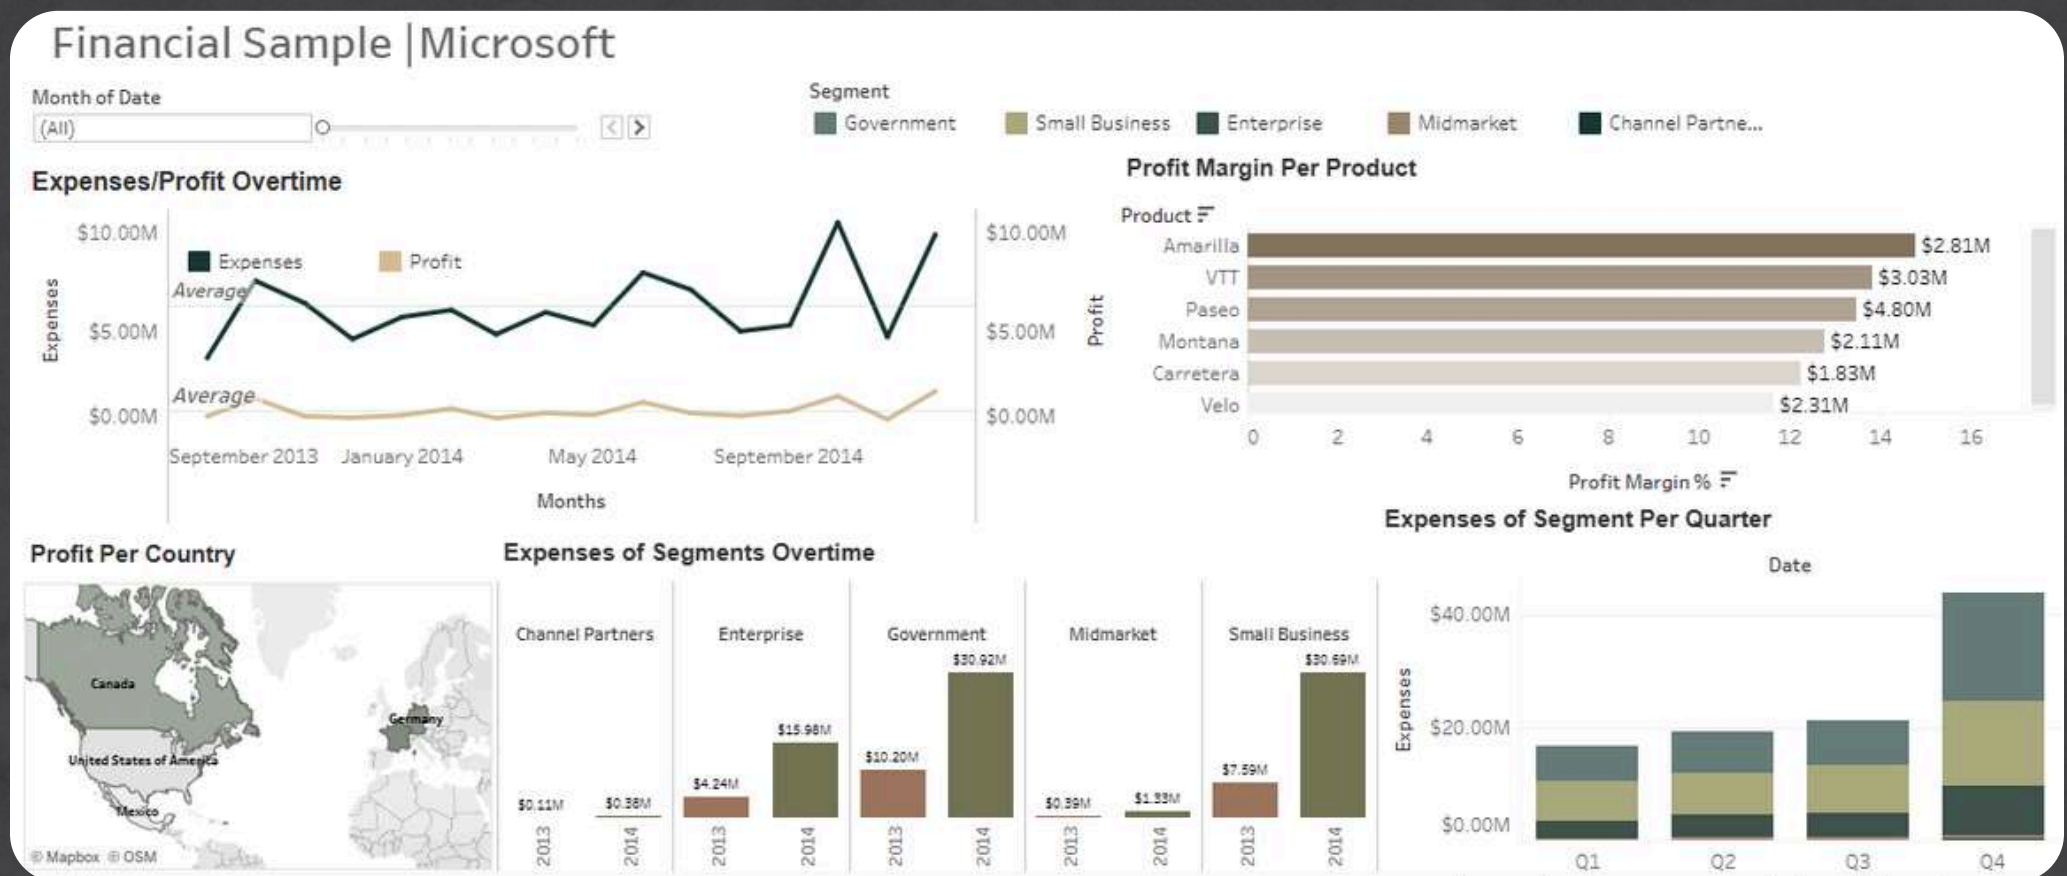 Financial Sample |Microsoft
Month of Date
(All)
Segment
Government
Small Business
Enterprise
Midmarket
Channel Partne...
Expenses/Profit Overtime
$10.00M
$5.00M
$0.00M
Expenses
Expenses
Profit
Average
Average
$10.00M
$5.00M
$0.00M
Profit
September 2013
January 2014
May 2014
September 2014
Months
Profit Margin Per Product
Product
Amarilla $2.81M
VTT $3.03M
Paseo $4.80M
Montana $2.11M
Carretera $1.83M
Velo $2.31M
0 2 4 6 8 10 12 14 16
Profit Margin %
Profit Per Country
Canada
United States of America
Mexico
Germany
© Mapbox © OSM
Expenses of Segments Overtime
Channel Partners
Enterprise
Government
Midmarket
Small Business
$0.11M
$0.38M
$4.24M
$15.98M
$10.20M
$30.92M
$0.39M
$1.33M
$7.59M
$30.69M
2013 2014 2013 2014 2013 2014 2013 2014 2013 2014
Expenses of Segment Per Quarter
Date
Expenses
$40.00M
$20.00M
$0.00M
Q1 Q2 Q3 Q4